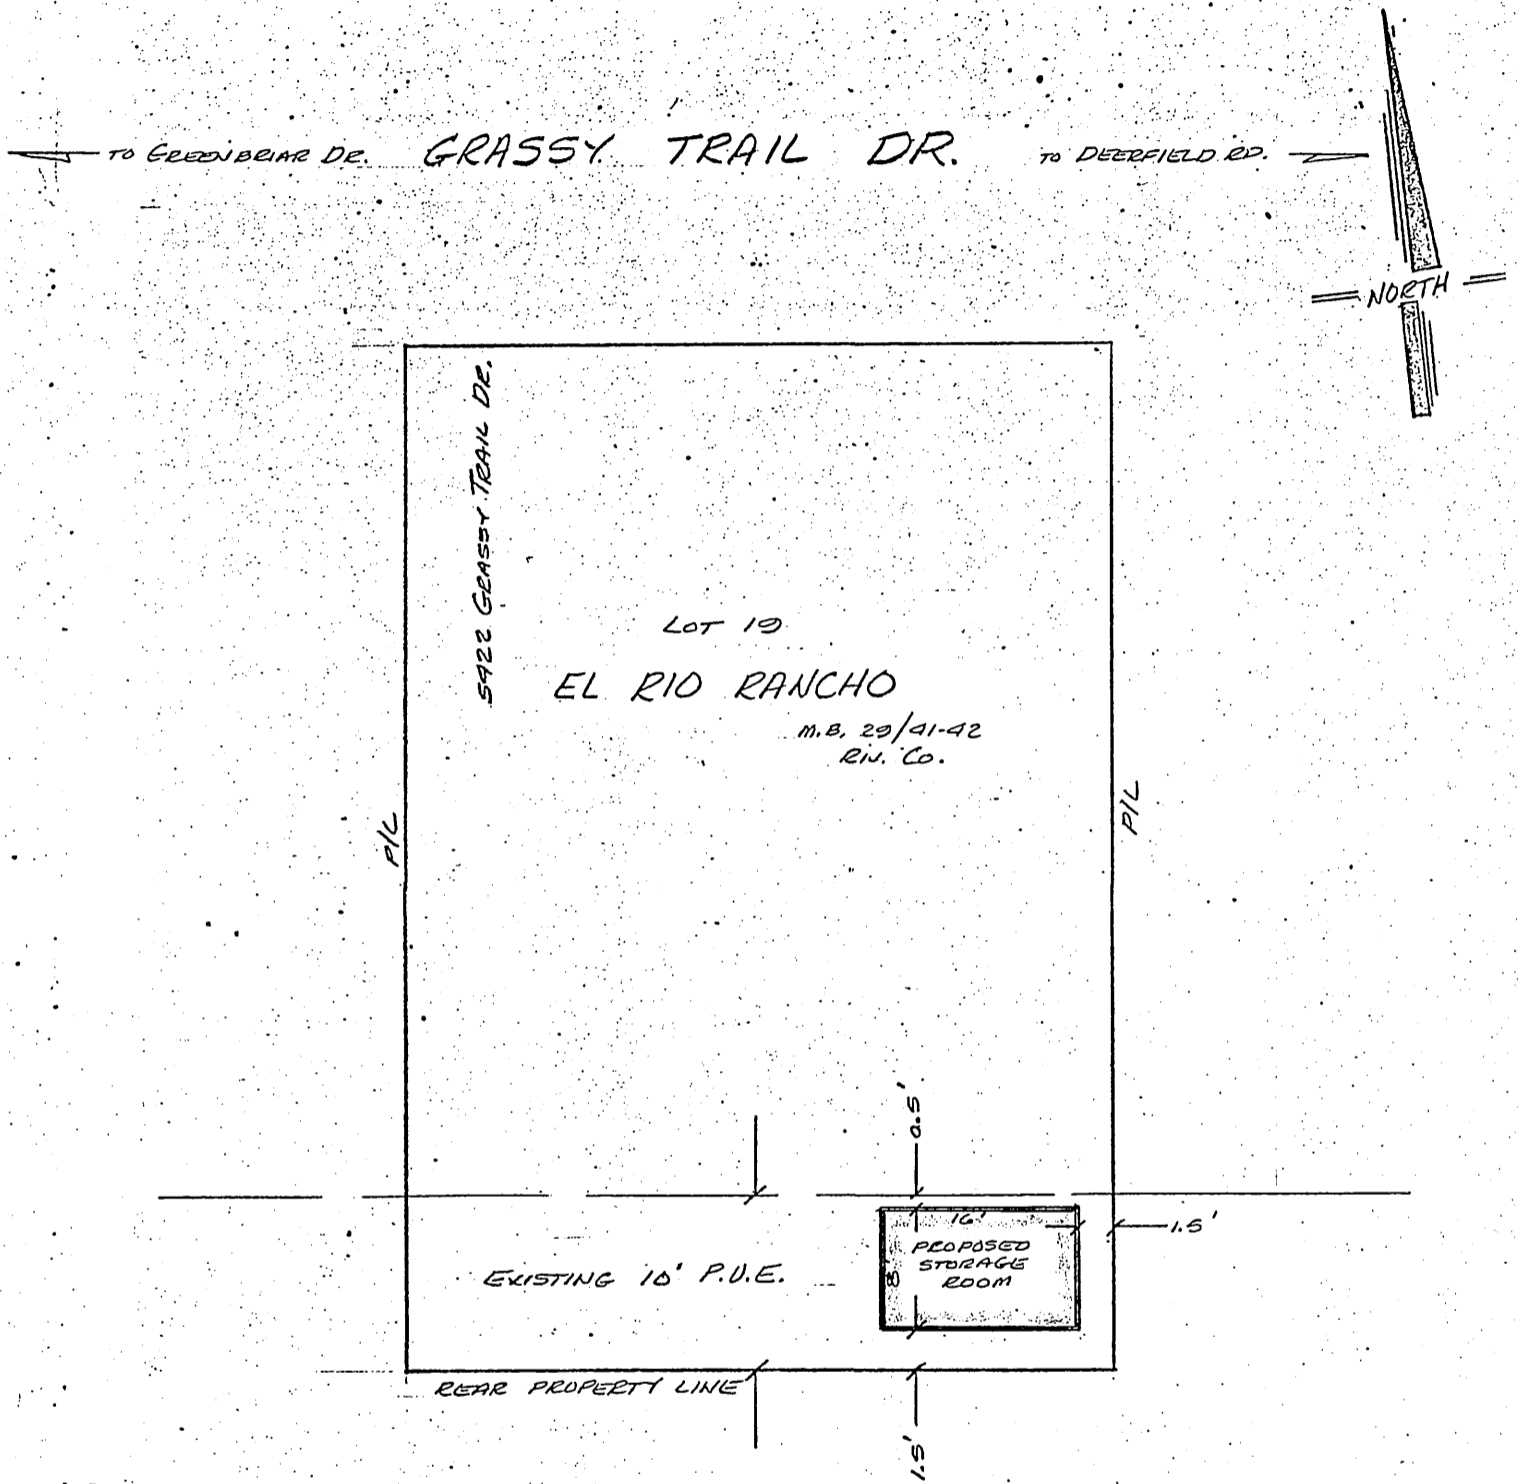 TO GREENBRIAR DR.
GRASSY TRAIL DR.
TO DEERFIELD RD.
NORTH
5922 GRASSY TRAIL DR.
LOT 19
EL RIO RANCHO
M.B. 29/41-42
RIV. CO.
P/L
P/L
0.5'
16'
1.5'
PROPOSED
STORAGE
ROOM
8'
EXISTING 10' P.U.E.
REAR PROPERTY LINE
1.5'